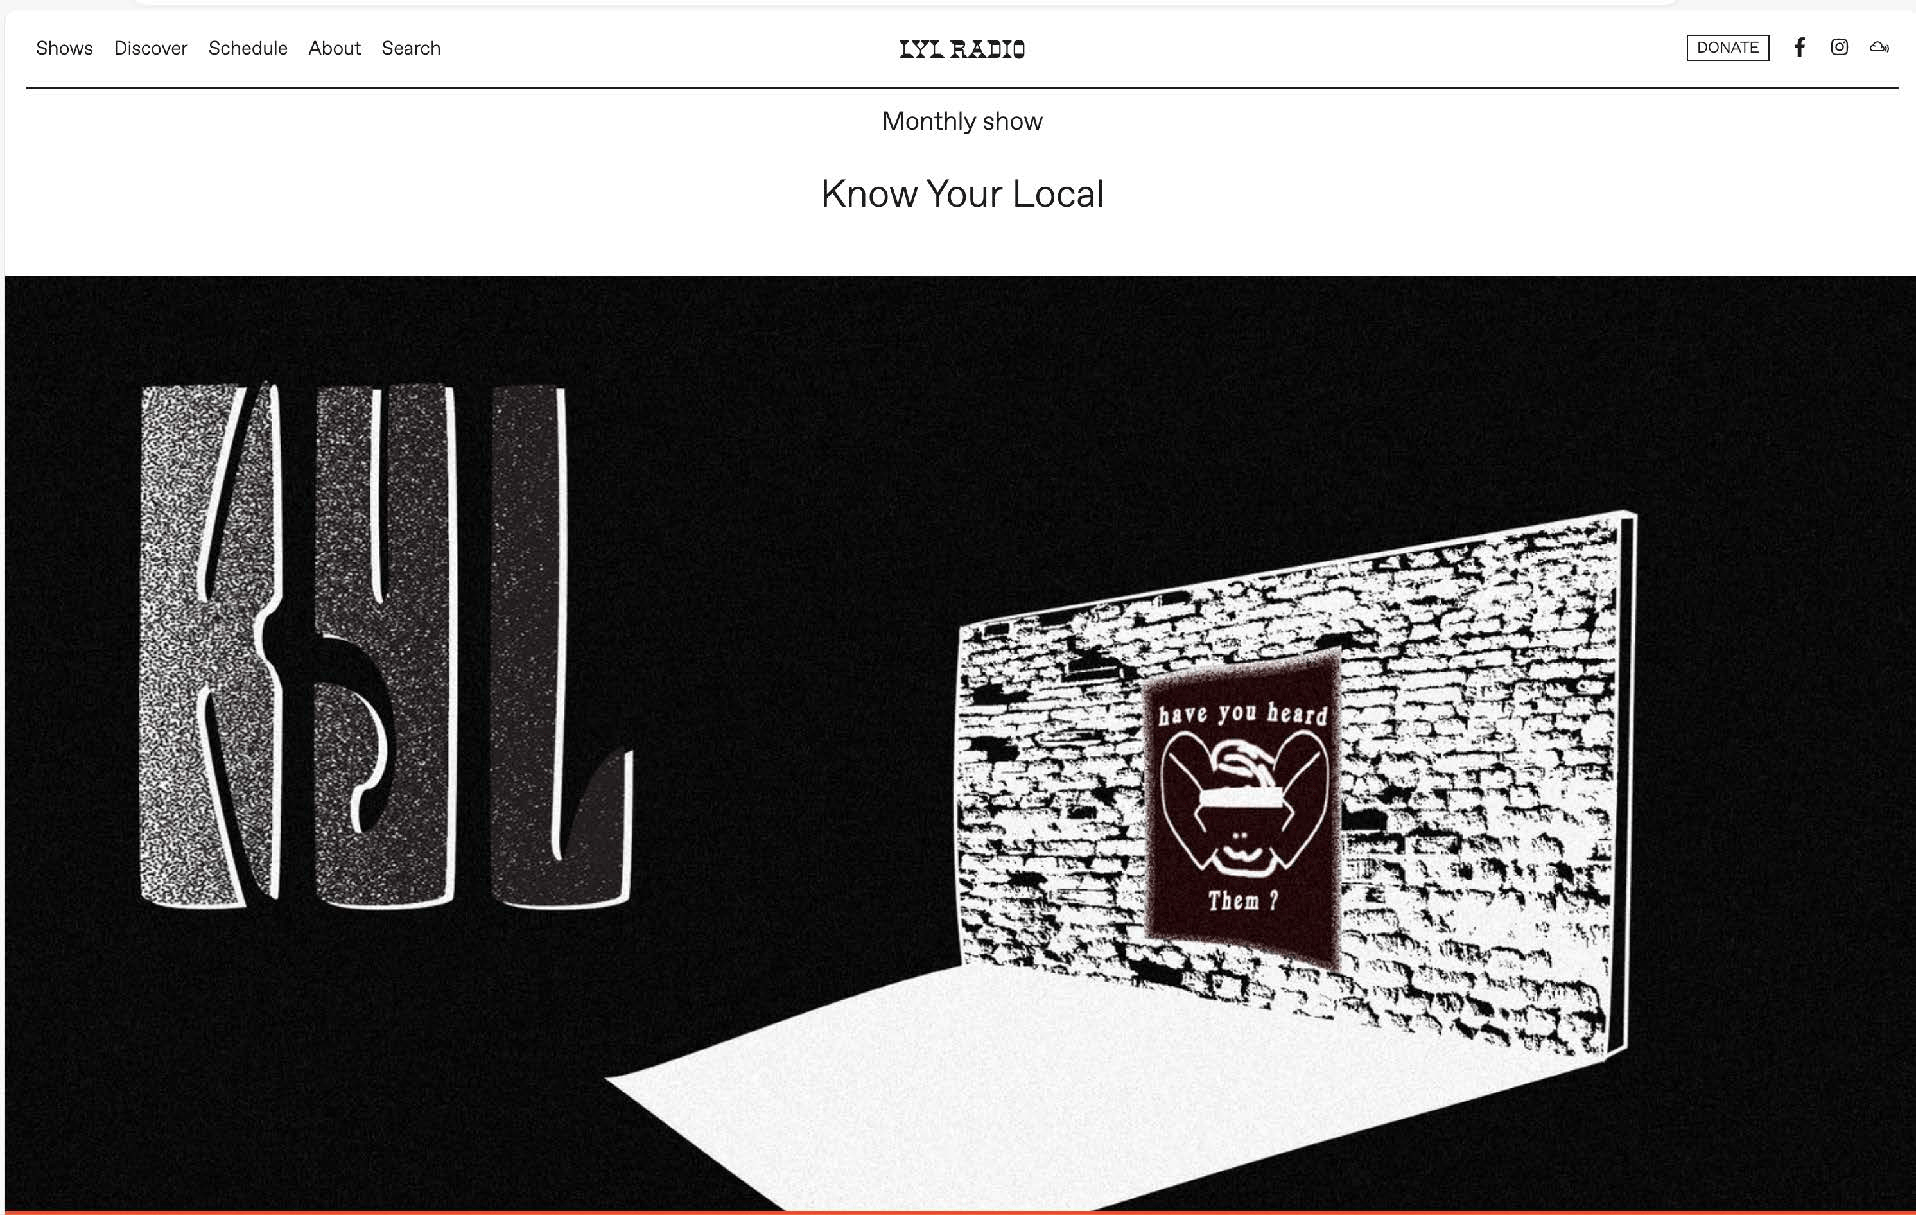 Shows Discover Schedule About Search LYL RADIO DONATE
Monthly show
Know Your Local
KYL
have you heard
Them ?